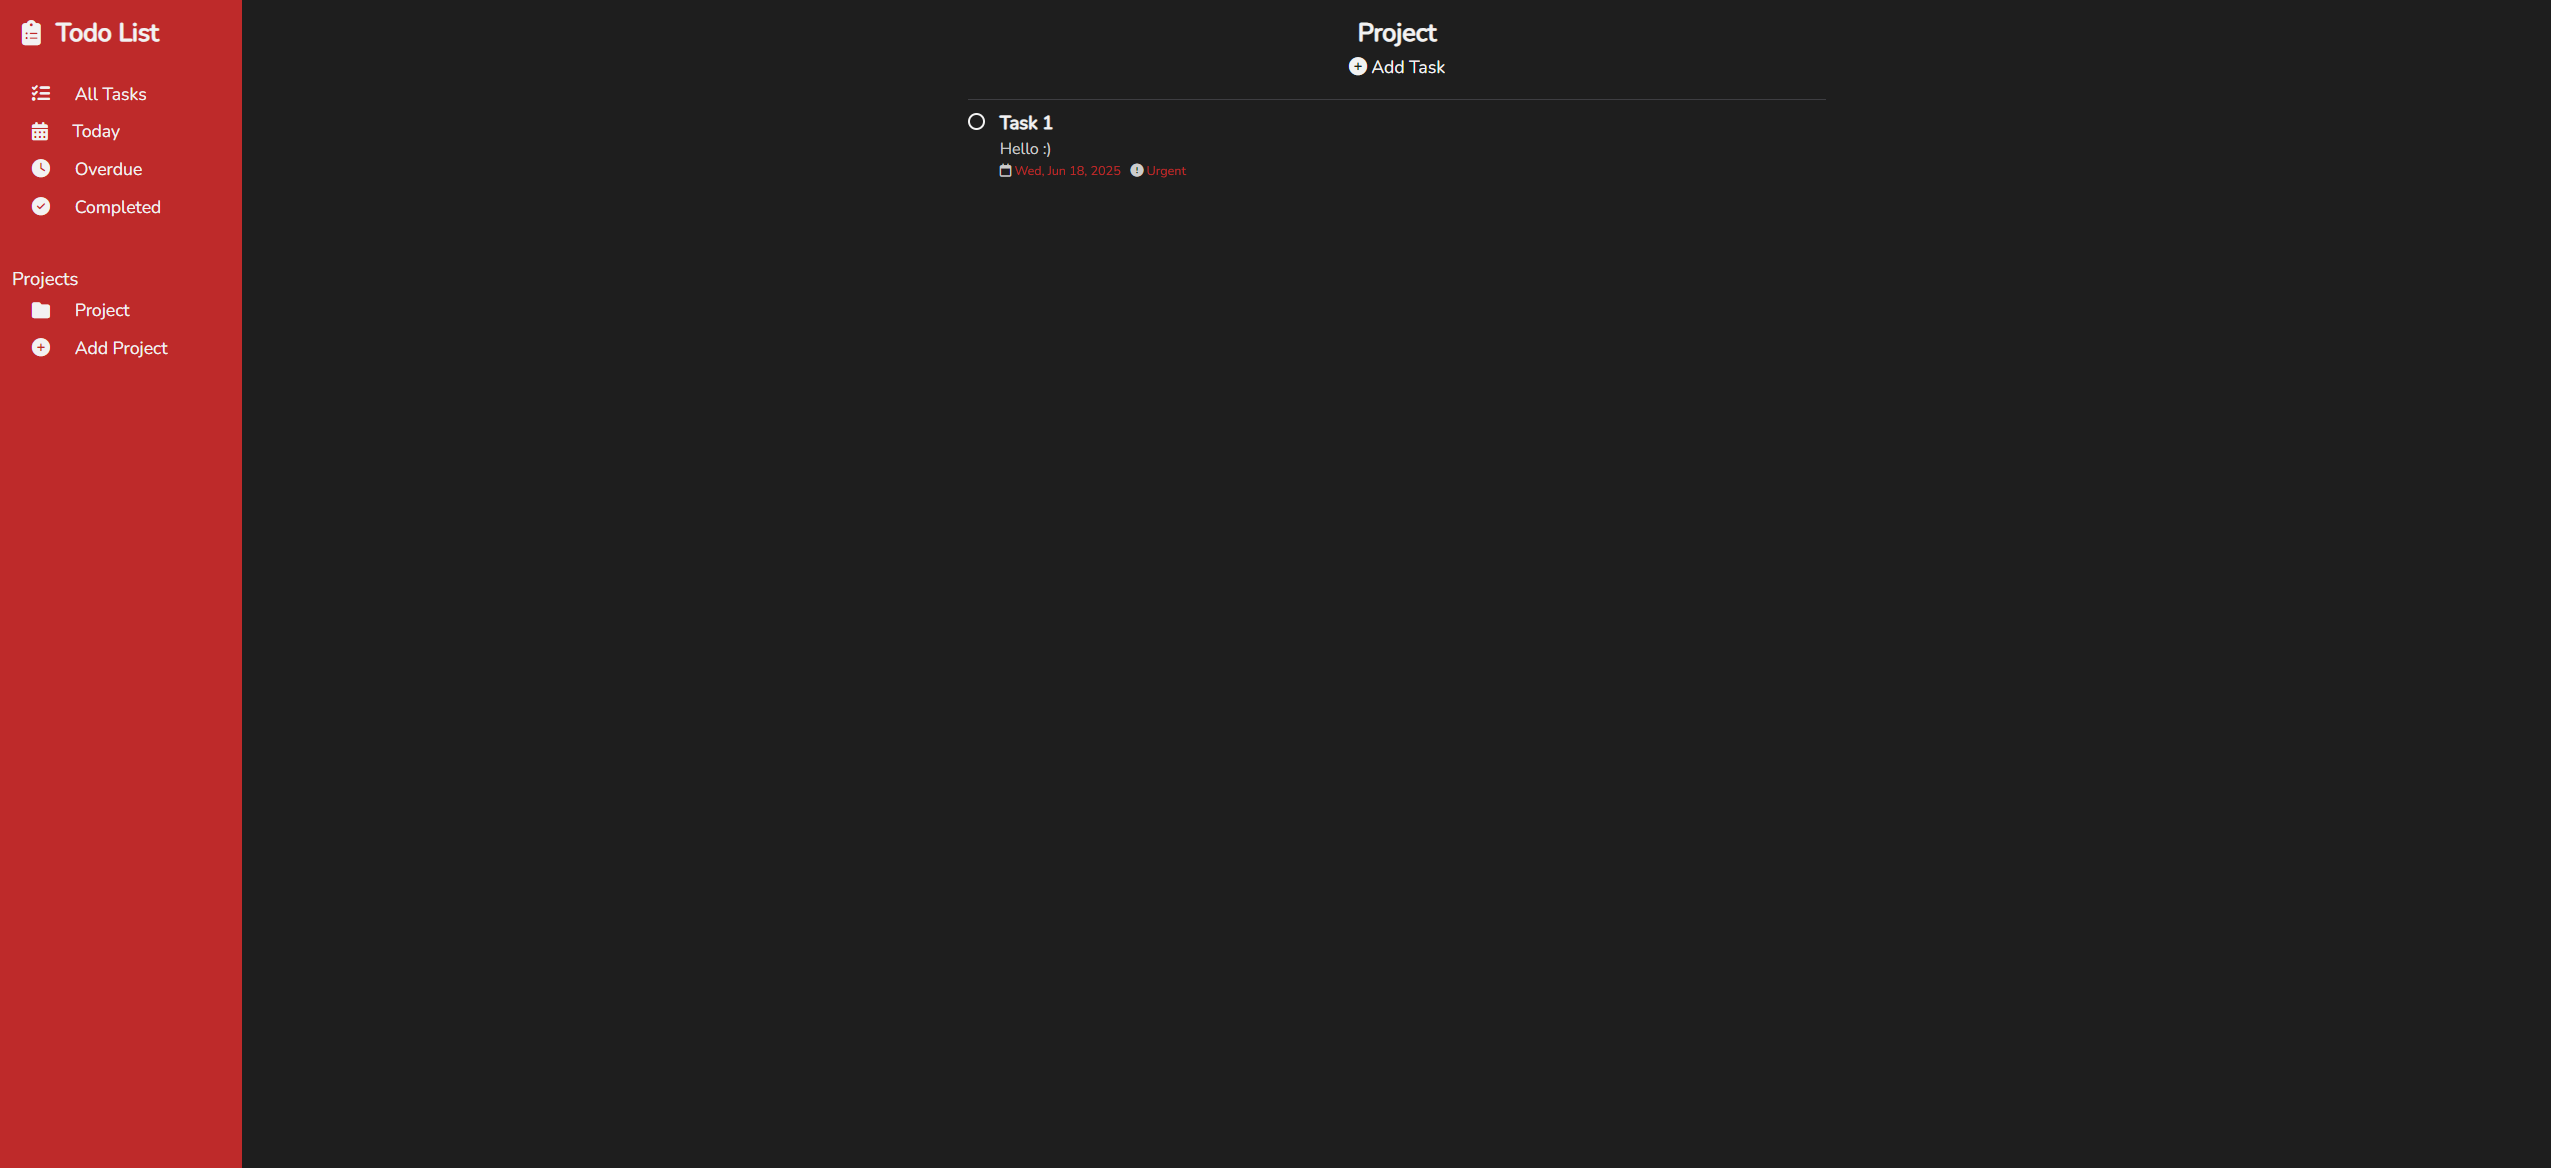 Todo List
All Tasks
Today
Overdue
Completed
Projects
Project
Add Project
Project
Add Task
Task 1
Hello :)
Wed, Jun 18, 2025 Urgent